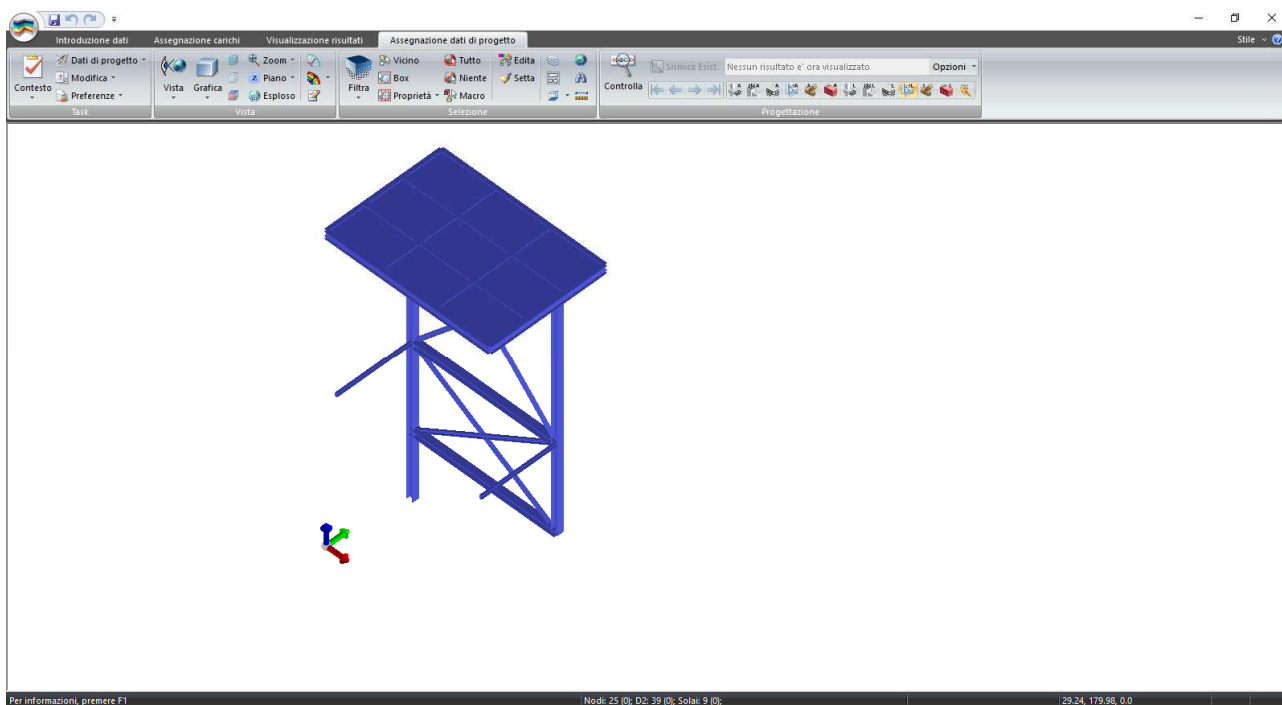 Introduzione dati Assegnazione carichi Visualizzazione risultati Assegnazione dati di progetto Stile
Contesto
Dati di progetto
Modifica
Preferenze
Task
Vista
Grafica
Zoom
Piano
Esploso
Vista
Filtra
Vicino
Box
Proprietà
Tutto
Niente
Macro
Edita
Setta
Selezione
Controlla
Sismica Esist.
Nessun risultato e' ora visualizzato
Opzioni
Progettazione
Per informazioni, premere F1
Nodi: 25 (0); D2: 39 (0); Solai: 9 (0);
29.24, 179.98, 0.0